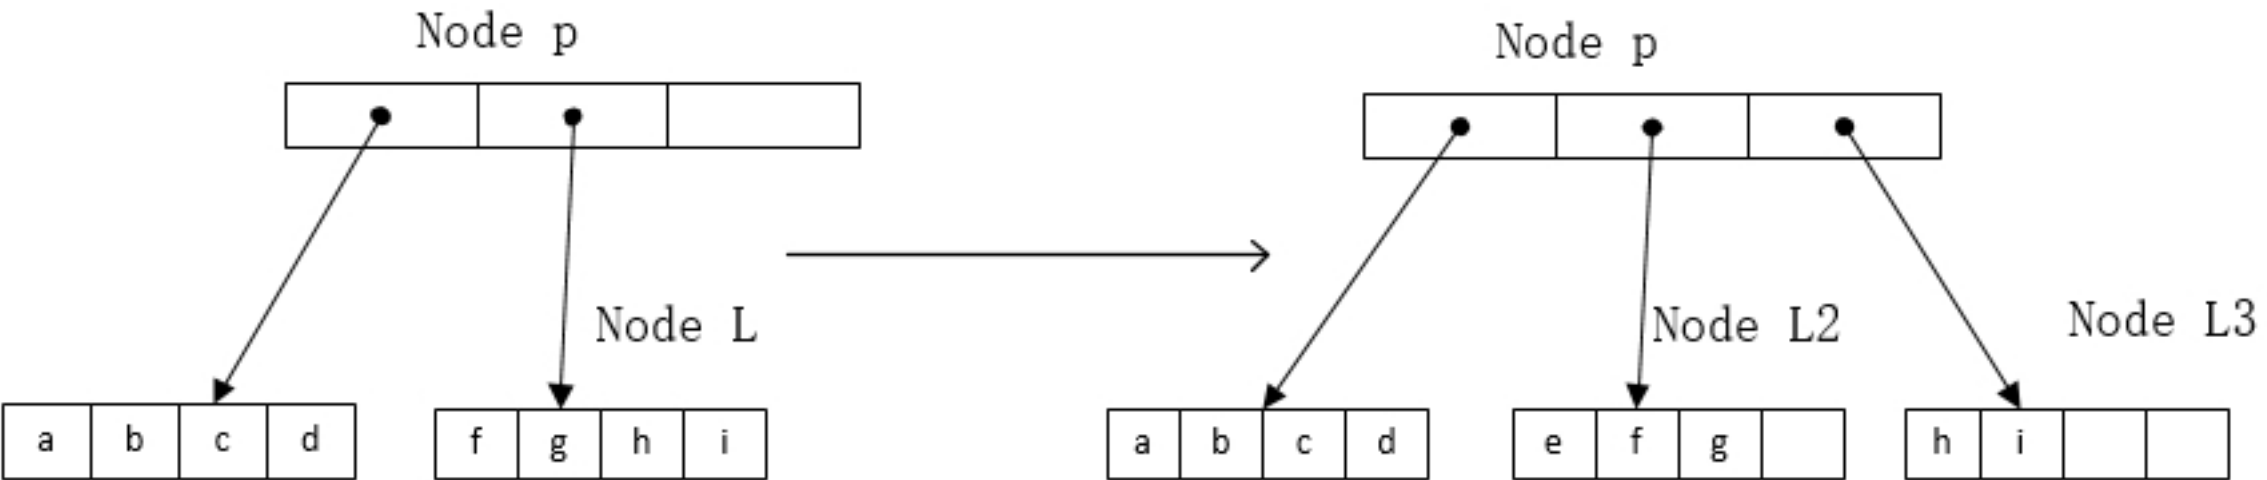 Node p
Node p
Node L
Node L2
Node L3
a b c d
f g h i
a b c d
e f g
h i